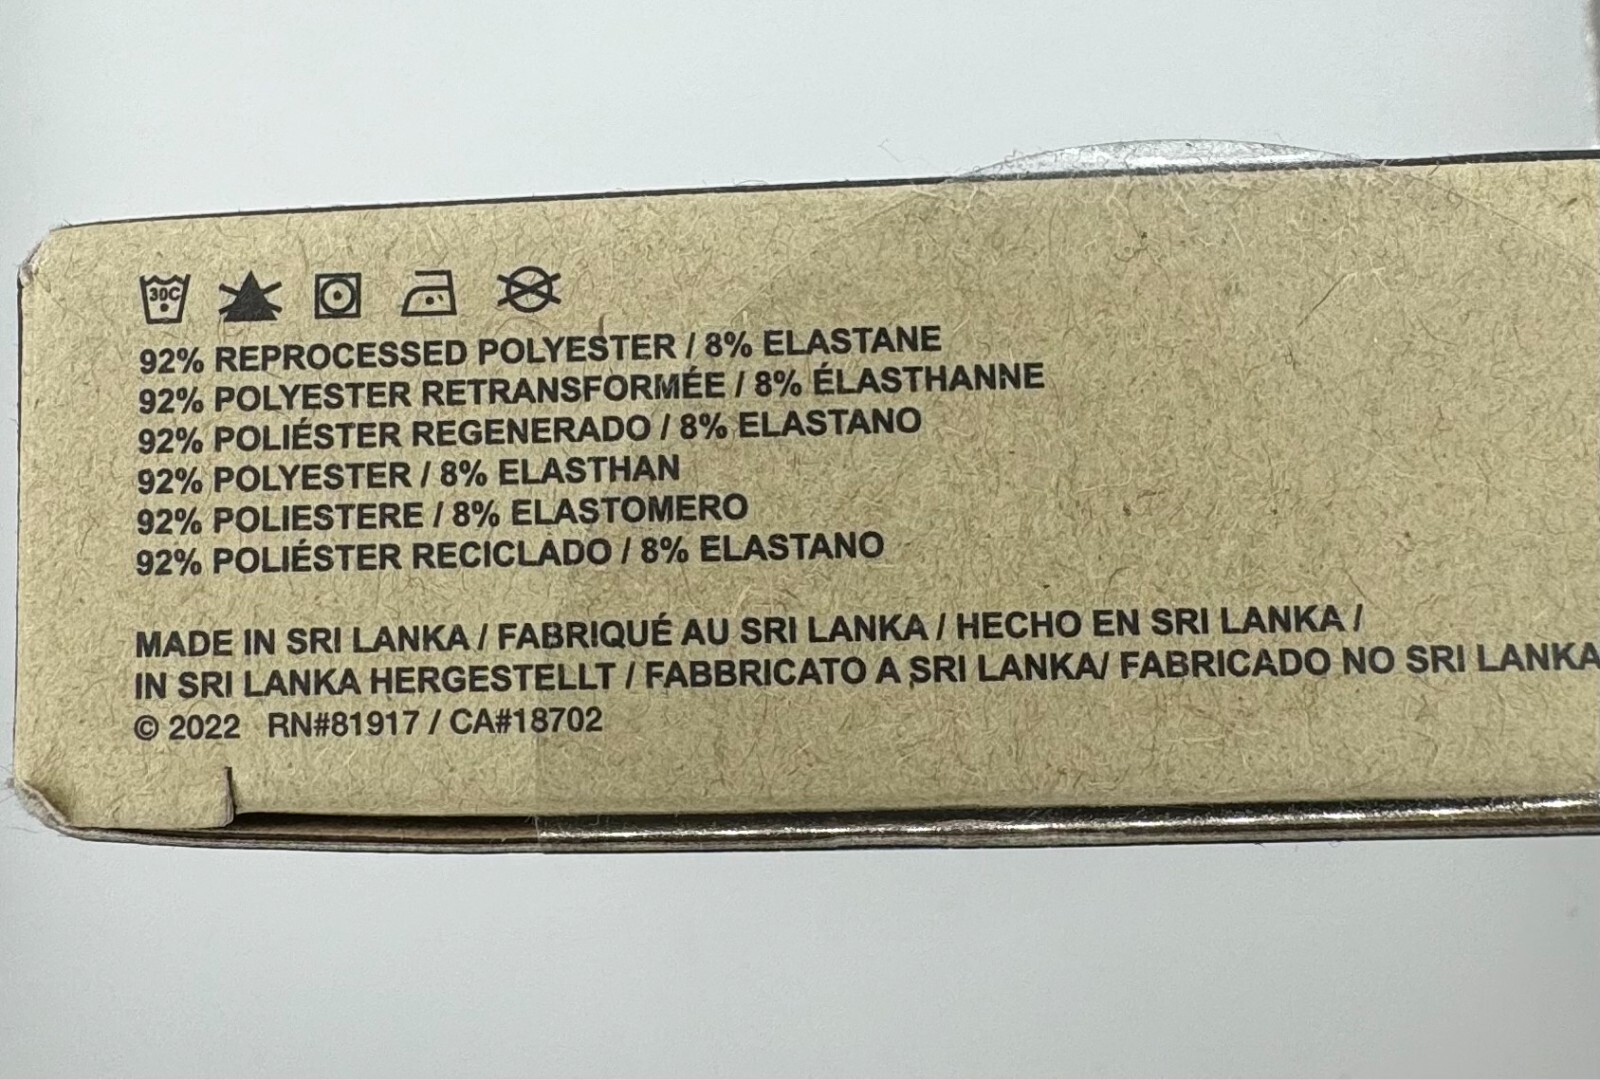 30C
92% REPROCESSED POLYESTER / 8% ELASTANE
92% POLYESTER RETRANSFORMÉE / 8% ÉLASTHANNE
92% POLIÉSTER REGENERADO / 8% ELASTANO
92% POLYESTER / 8% ELASTHAN
92% POLIESTERE / 8% ELASTOMERO
92% POLIÉSTER RECICLADO / 8% ELASTANO
MADE IN SRI LANKA / FABRIQUÉ AU SRI LANKA / HECHO EN SRI LANKA /
IN SRI LANKA HERGESTELLT / FABBRICATO A SRI LANKA/ FABRICADO NO SRI LANKA
© 2022 RN#81917 / CA#18702